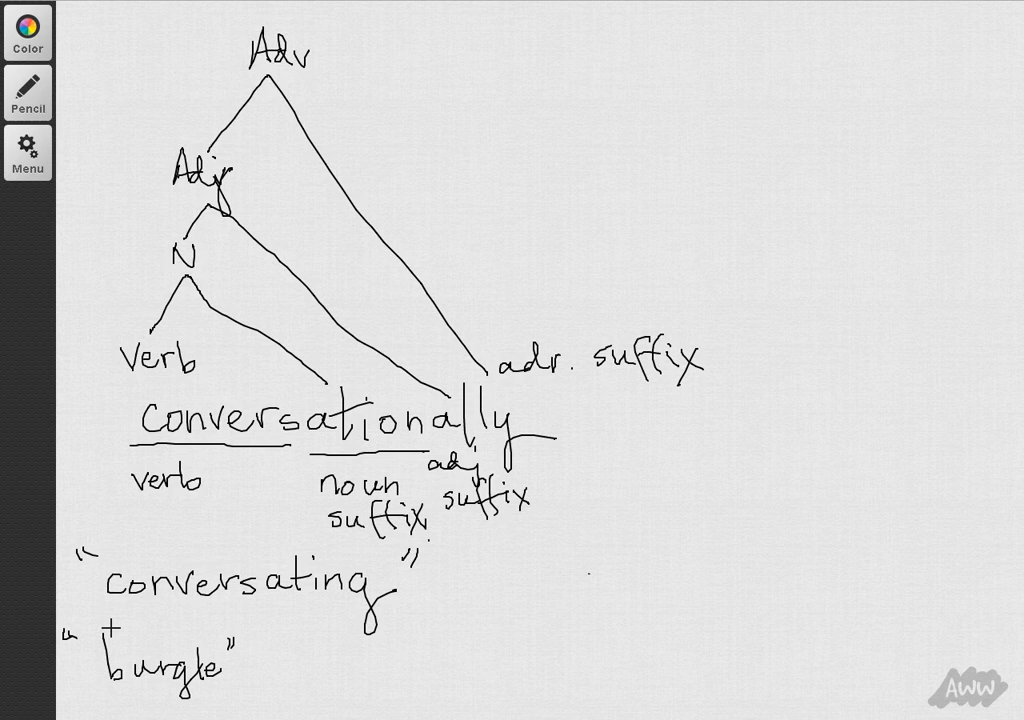 Color
Pencil
Menu
Adv
Adj
N
Verb
adv. suffix
conversationally
verb
noun suffix
adj suffix
"conversating"
"burgle"
AWW